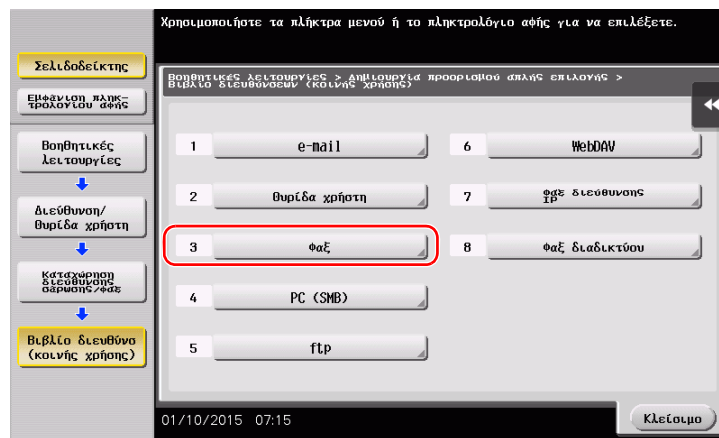 Χρησιμοποιήστε τα πλήκτρα μενού ή το πληκτρολόγιο αφής για να επιλέξετε.
Σελιδοδείκτης
Εμφάνιση πληκ-
τρολογίου αφής
Βοηθητικές
λειτουργίες
Διεύθυνση/
Θυρίδα χρήστη
Καταχώρηση
διεύθυνσης
σάρωσης/φαξ
Βιβλίο διευθύνσ
(κοινής χρήσης)
Βοηθητικές λειτουργίες > Δημιουργία προορισμού απλής επιλογής >
Βιβλίο διευθύνσεων (κοινής χρήσης)
1 e-mail
2 Θυρίδα χρήστη
3 Φαξ
4 PC (SMB)
5 ftp
6 WebDAV
7 Φαξ διεύθυνσης
IP
8 Φαξ διαδικτύου
01/10/2015 07:15
Κλείσιμο